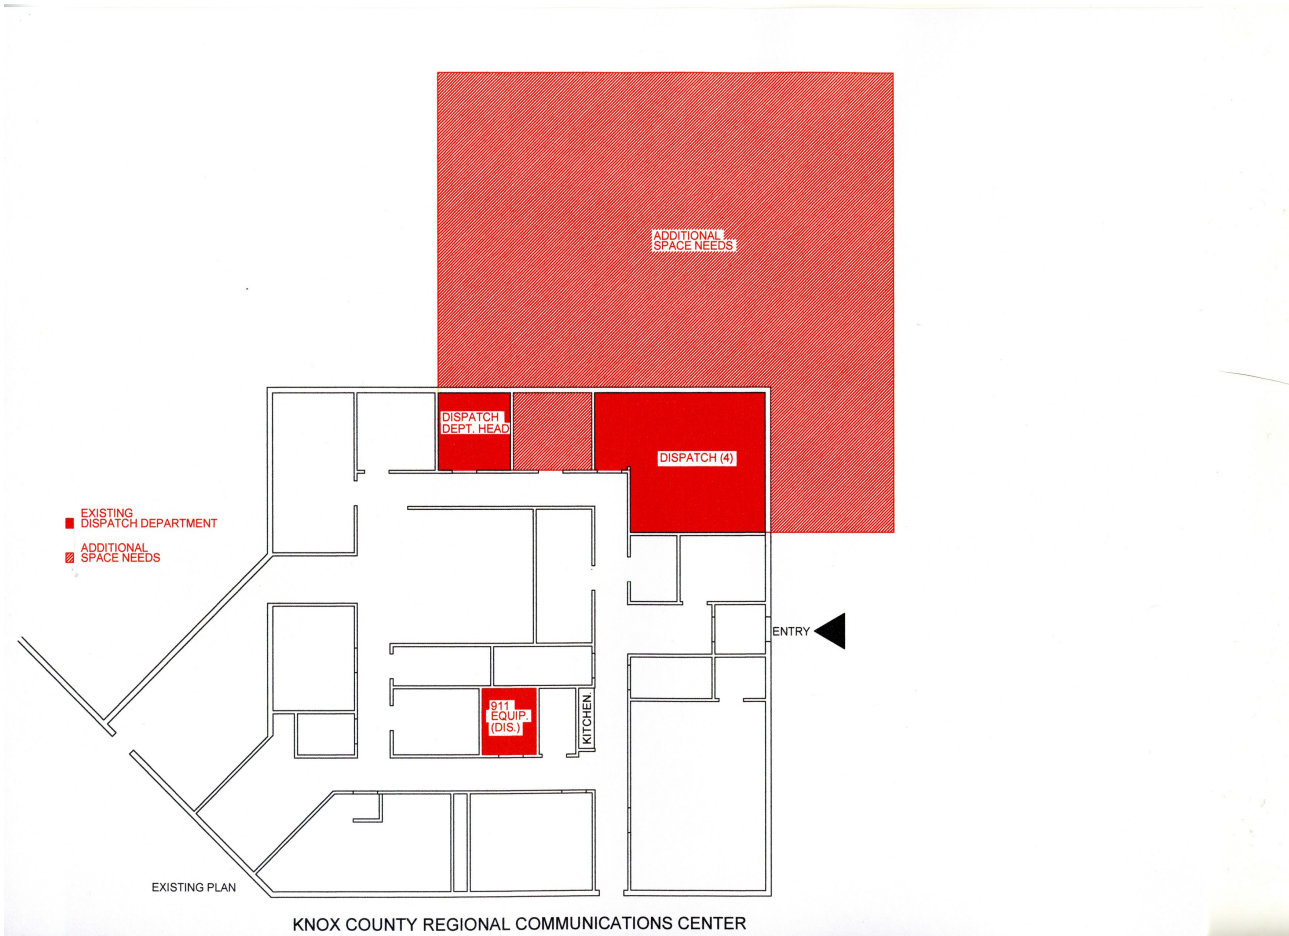 ADDITIONAL
SPACE NEEDS
DISPATCH
DEPT. HEAD
DISPATCH (4)
EXISTING
DISPATCH DEPARTMENT
ADDITIONAL
SPACE NEEDS
ENTRY
911
EQUIP.
(DIS.)
KITCHEN.
EXISTING PLAN
KNOX COUNTY REGIONAL COMMUNICATIONS CENTER